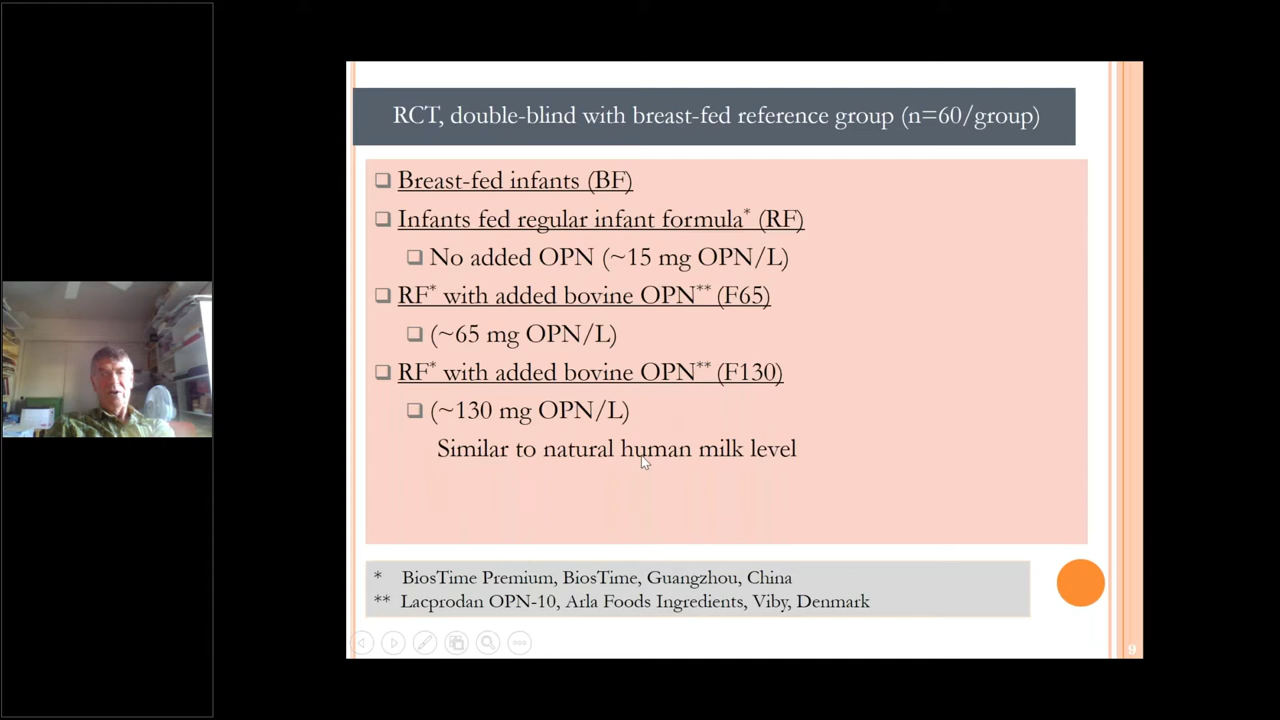 RCT, double-blind with breast-fed reference group (n=60/group)
Breast-fed infants (BF)
Infants fed regular infant formula* (RF)
No added OPN (~15 mg OPN/L)
RF* with added bovine OPN** (F65)
(~65 mg OPN/L)
RF* with added bovine OPN** (F130)
(~130 mg OPN/L)
Similar to natural human milk level
* BiosTime Premium, BiosTime, Guangzhou, China
** Lacprodan OPN-10, Arla Foods Ingredients, Viby, Denmark
9